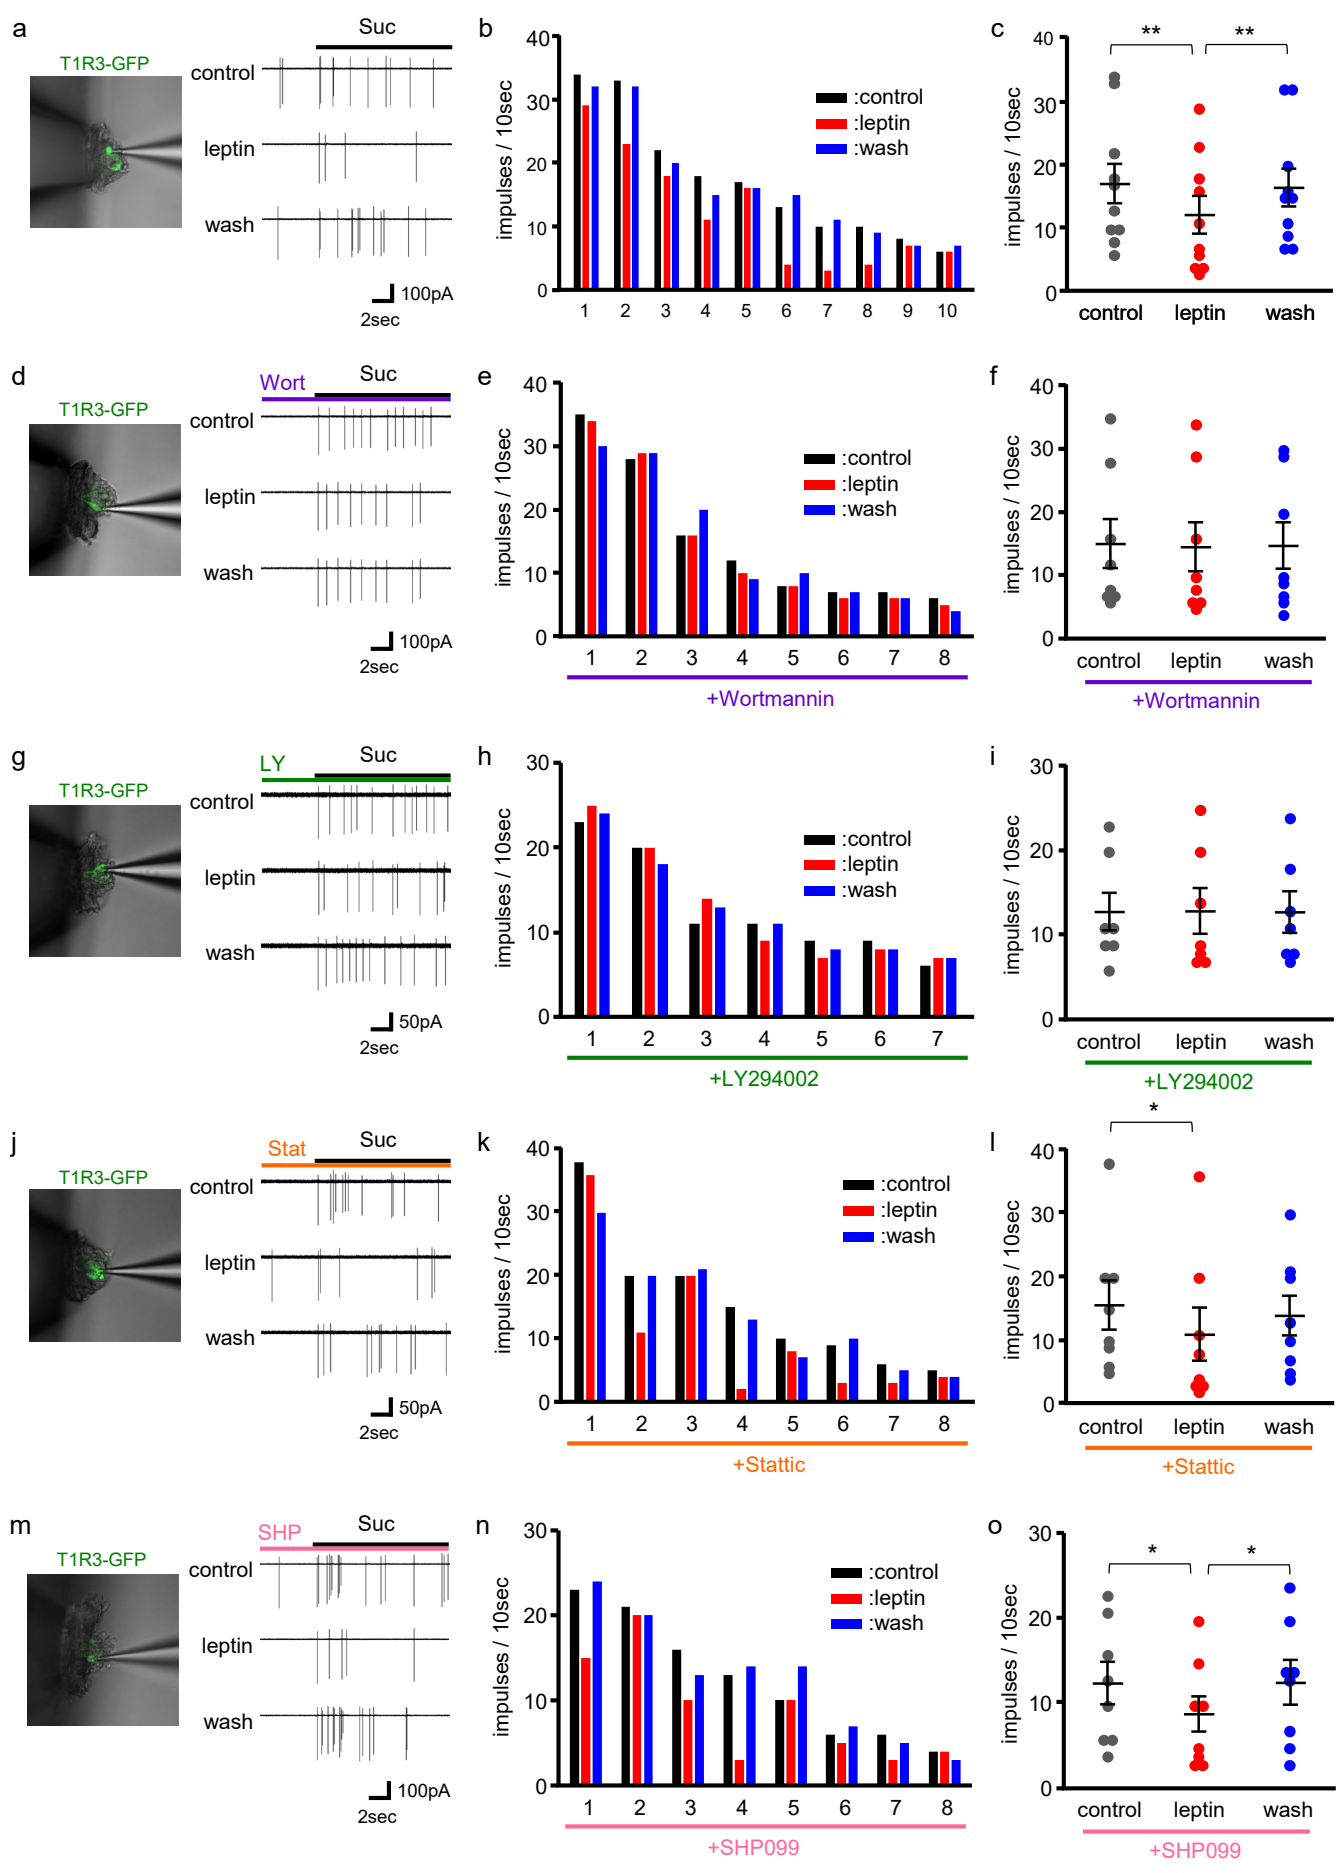 a
T1R3-GFP
Suc
control
leptin
wash
100pA
2sec
b
impulses / 10sec
40
30
20
10
0
:control
:leptin
:wash
1 2 3 4 5 6 7 8 9 10
c
impulses / 10sec
40
30
20
10
0
** **
control leptin wash
d
T1R3-GFP
Wort
Suc
control
leptin
wash
100pA
2sec
e
impulses / 10sec
40
30
20
10
0
:control
:leptin
:wash
1 2 3 4 5 6 7 8
+Wortmannin
f
impulses / 10sec
40
30
20
10
0
control leptin wash
+Wortmannin
g
T1R3-GFP
LY
Suc
control
leptin
wash
50pA
2sec
h
impulses / 10sec
30
20
10
0
:control
:leptin
:wash
1 2 3 4 5 6 7
+LY294002
i
impulses / 10sec
30
20
10
0
control leptin wash
+LY294002
j
T1R3-GFP
Stat
Suc
control
leptin
wash
50pA
2sec
k
impulses / 10sec
40
30
20
10
0
:control
:leptin
:wash
1 2 3 4 5 6 7 8
+Stattic
l
impulses / 10sec
40
30
20
10
0
*
control leptin wash
+Stattic
m
T1R3-GFP
SHP
Suc
control
leptin
wash
100pA
2sec
n
impulses / 10sec
30
20
10
0
:control
:leptin
:wash
1 2 3 4 5 6 7 8
+SHP099
o
impulses / 10sec
30
20
10
0
* *
control leptin wash
+SHP099